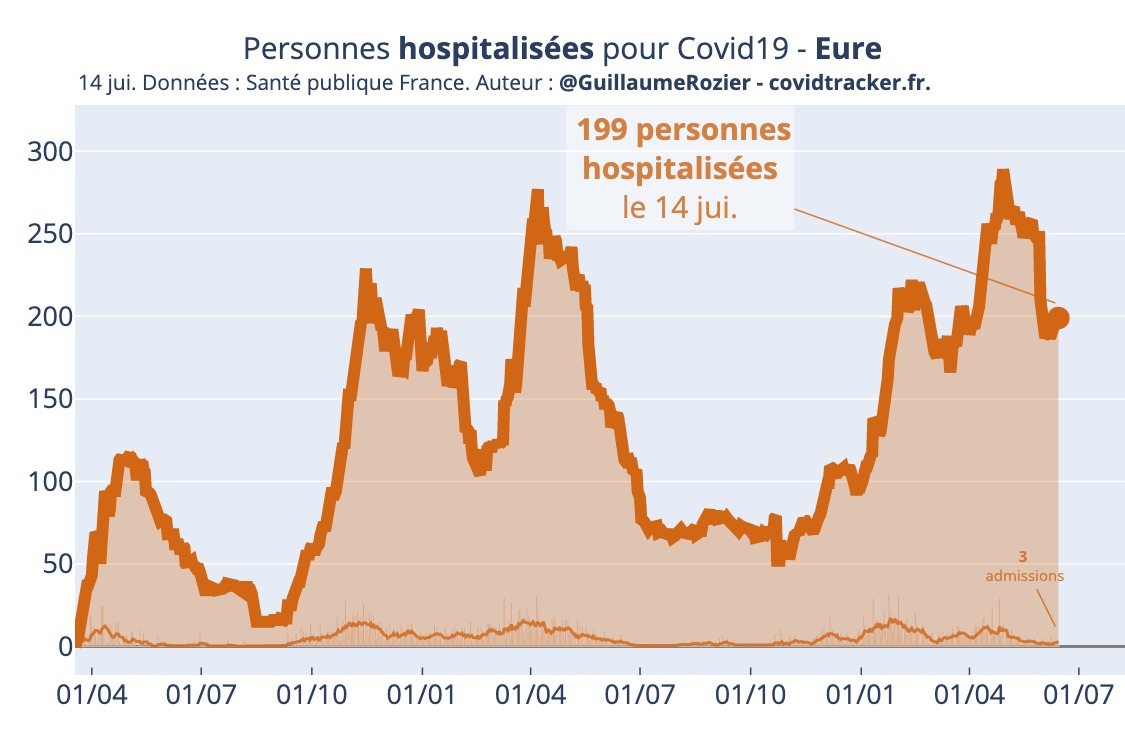 Personnes hospitalisées pour Covid19 - Eure
14 jui. Données : Santé publique France. Auteur : @GuillaumeRozier - covidtracker.fr.
199 personnes
hospitalisées
le 14 jui.
300
250
200
150
100
50
0
3
admissions
01/04 01/07 01/10 01/01 01/04 01/07 01/10 01/01 01/04 01/07